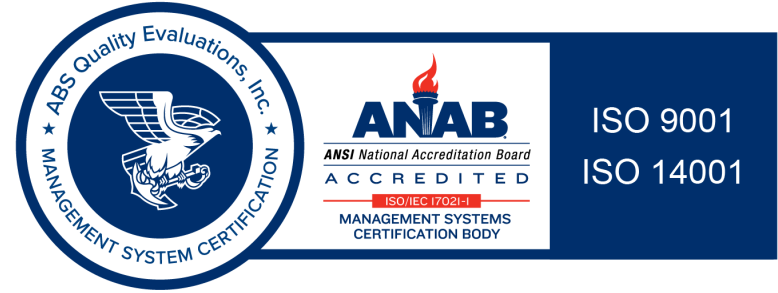 ABS Quality Evaluations, Inc.
MANAGEMENT SYSTEM CERTIFICATION
ANAB
ANSI National Accreditation Board
ACCREDITED
ISO/IEC 17021-1
MANAGEMENT SYSTEMS
CERTIFICATION BODY
ISO 9001
ISO 14001